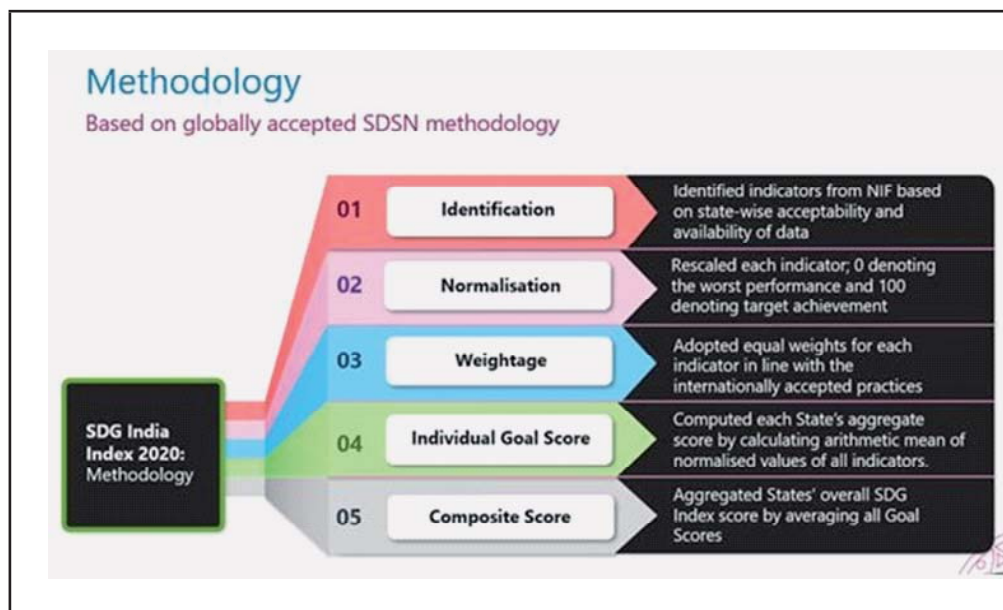 Methodology
Based on globally accepted SDSN methodology
SDG India
Index 2020:
Methodology
01
Identification
Identified indicators from NIF based
on state-wise acceptability and
availability of data
02
Normalisation
Rescaled each indicator; 0 denoting
the worst performance and 100
denoting target achievement
03
Weightage
Adopted equal weights for each
indicator in line with the
internationally accepted practices
04
Individual Goal Score
Computed each State's aggregate
score by calculating arithmetic mean of
normalised values of all indicators.
05
Composite Score
Aggregated States' overall SDG
Index score by averaging all Goal
Scores